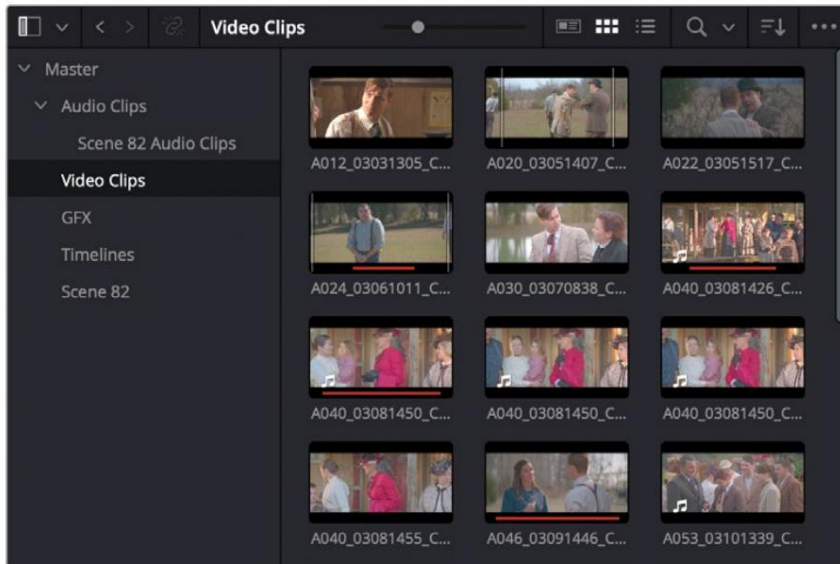 Video Clips
Master
Audio Clips
Scene 82 Audio Clips
Video Clips
GFX
Timelines
Scene 82
A012_03031305_C...
A020_03051407_C...
A022_03051517_C...
A024_03061011_C...
A030_03070838_C...
A040_03081426_C...
A040_03081450_C...
A040_03081450_C...
A040_03081450_C...
A040_03081455_C...
A046_03091446_C...
A053_03101339_C...